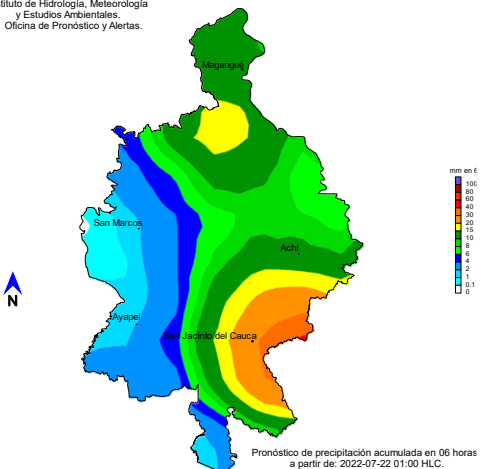 stituto de Hidrología, Meteorología
y Estudios Ambientales.
Oficina de Pronóstico y Alertas.
Magangué
mm en 6
100
80
60
40
30
20
15
10
8
6
4
2
1
0.1
0
San Marcos
Achí
N
Ayapel
San Jacinto del Cauca
Pronóstico de precipitación acumulada en 06 horas
a partir de: 2022-07-22 01:00 HLC.